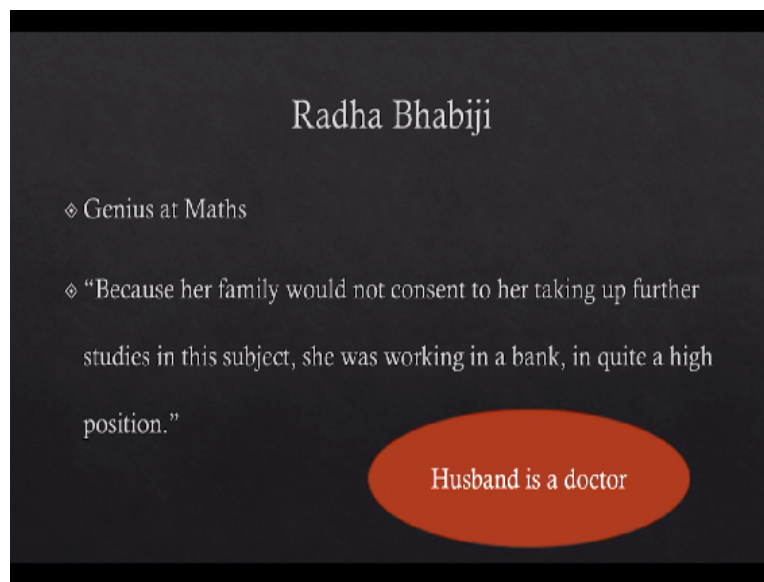 Radha Bhabiji
Genius at Maths
“Because her family would not consent to her taking up further
studies in this subject, she was working in a bank, in quite a high
position.”
Husband is a doctor